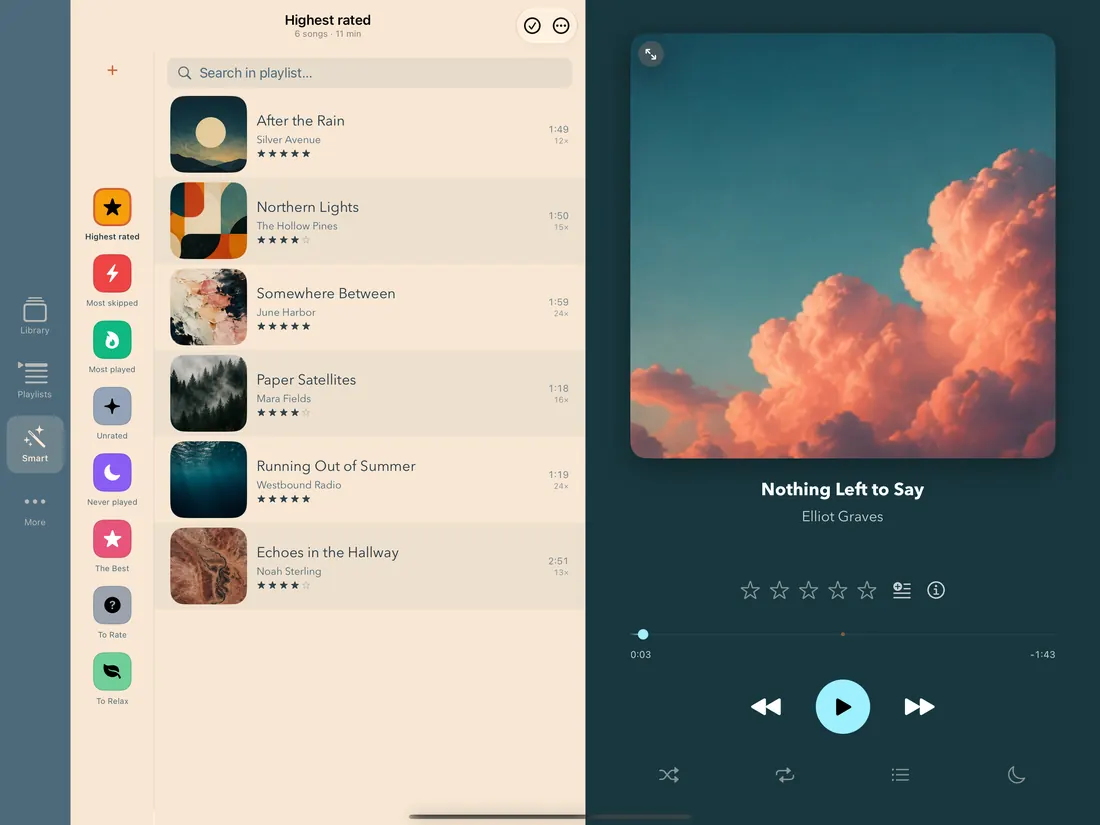 Highest rated
6 songs · 11 min
Search in playlist...
Library
Playlists
Smart
More
Highest rated
Most skipped
Most played
Unrated
Never played
The Best
To Rate
To Relax
After the Rain
Silver Avenue
1:49
12×
Northern Lights
The Hollow Pines
1:50
15×
Somewhere Between
June Harbor
1:59
24×
Paper Satellites
Mara Fields
1:18
16×
Running Out of Summer
Westbound Radio
1:19
24×
Echoes in the Hallway
Noah Sterling
2:51
13×
Nothing Left to Say
Elliot Graves
0:03
-1:43